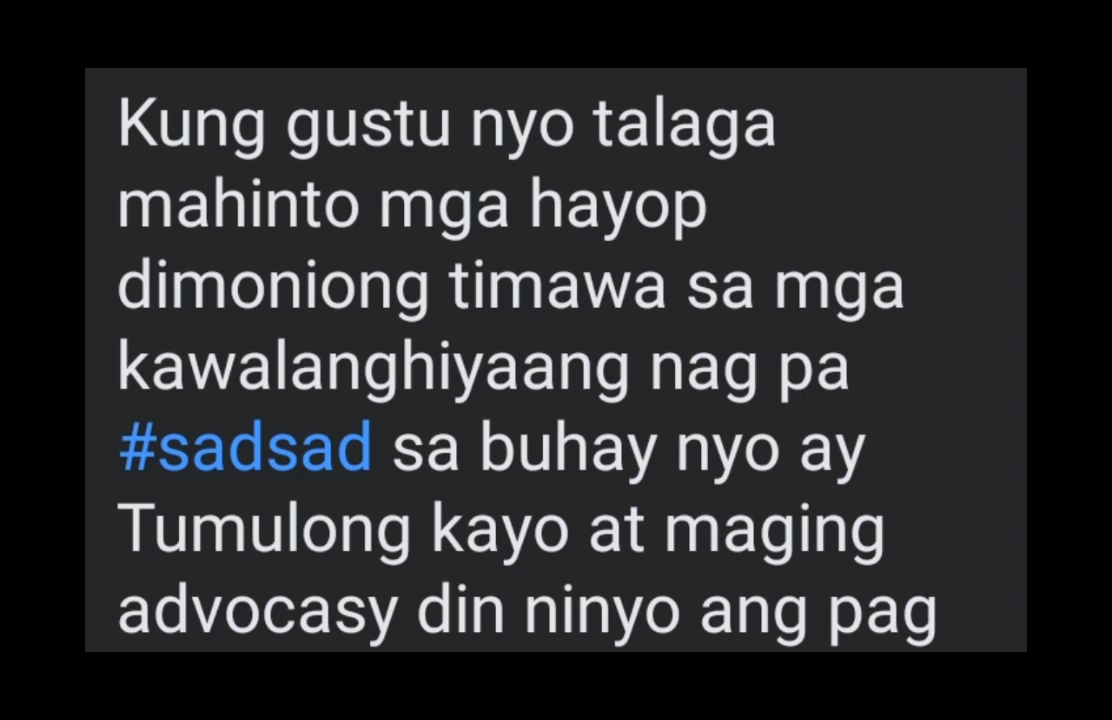 Kung gustu nyo talaga
mahinto mga hayop
dimoniong timawa sa mga
kawalanghiyaang nag pa
#sadsad sa buhay nyo ay
Tumulong kayo at maging
advocasy din ninyo ang pag